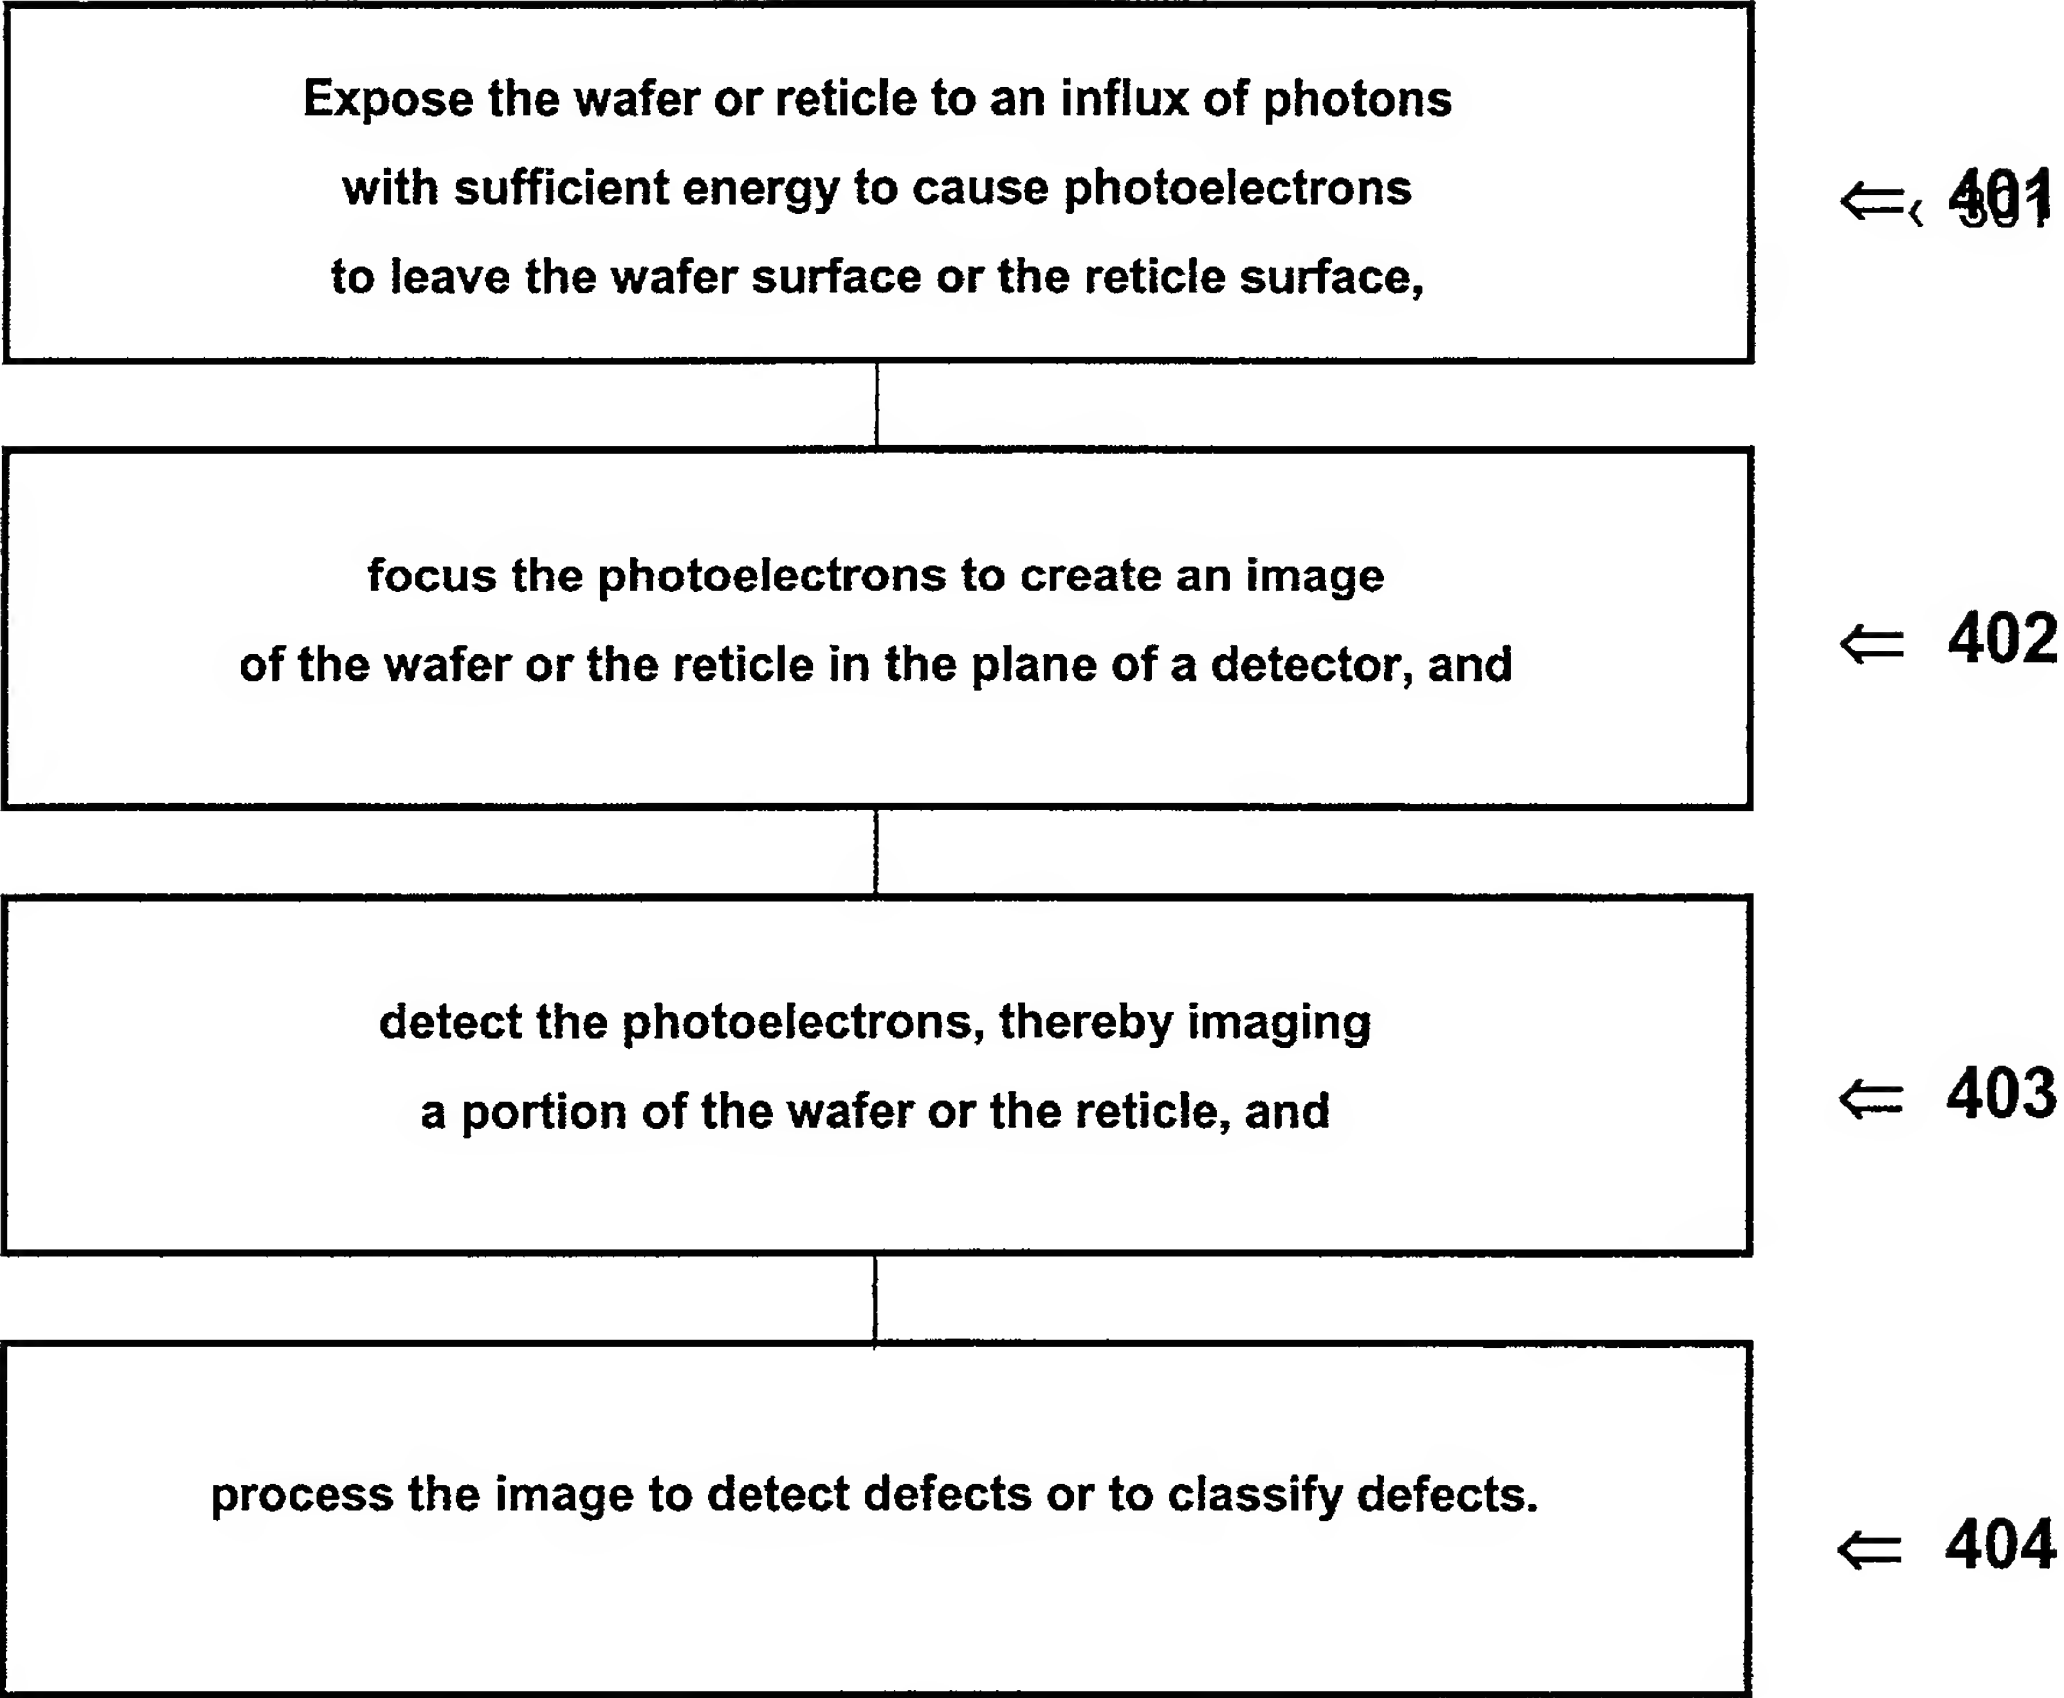 Expose the wafer or reticle to an influx of photons
with sufficient energy to cause photoelectrons
to leave the wafer surface or the reticle surface,
⇐ 401
focus the photoelectrons to create an image
of the wafer or the reticle in the plane of a detector, and
⇐ 402
detect the photoelectrons, thereby imaging
a portion of the wafer or the reticle, and
⇐ 403
process the image to detect defects or to classify defects.
⇐ 404